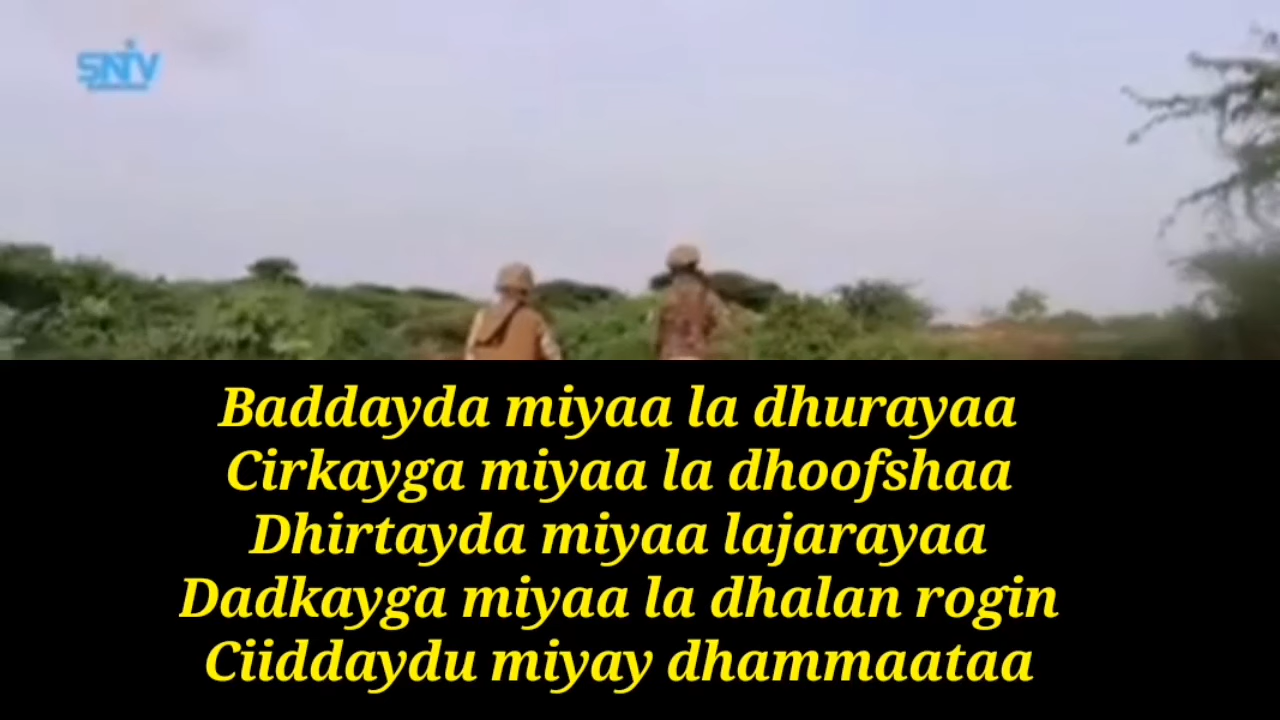 SNTV
Baddayda miyaa la dhurayaa
Cirkayga miyaa la dhoofshaa
Dhirtayda miyaa lajarayaa
Dadkayga miyaa la dhalan rogin
Ciiddaydu miyay dhammaataa